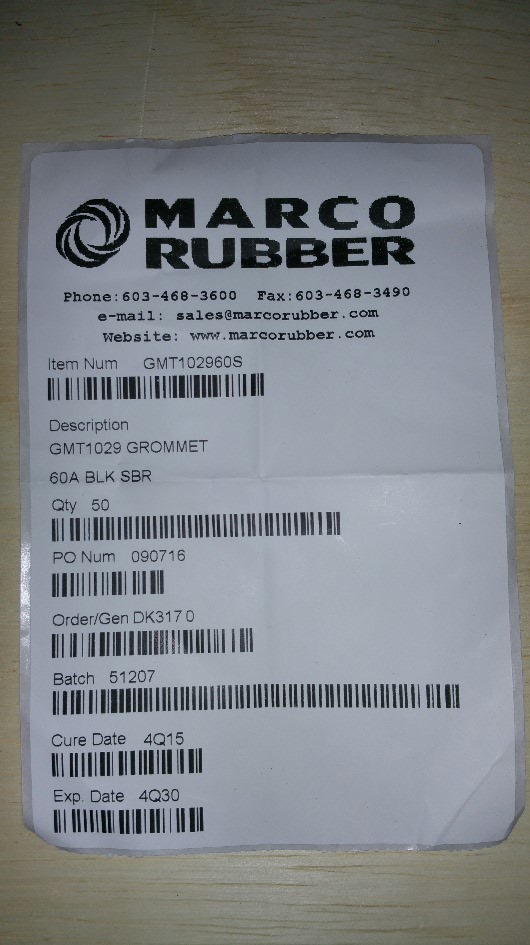 MARCO
RUBBER
Phone:603-468-3600 Fax:603-468-3490
e-mail: sales@marcorubber.com
Website: www.marcorubber.com
Item Num GMT102960S
Description
GMT1029 GROMMET
60A BLK SBR
Qty 50
PO Num 090716
Order/Gen DK317 0
Batch 51207
Cure Date 4Q15
Exp. Date 4Q30